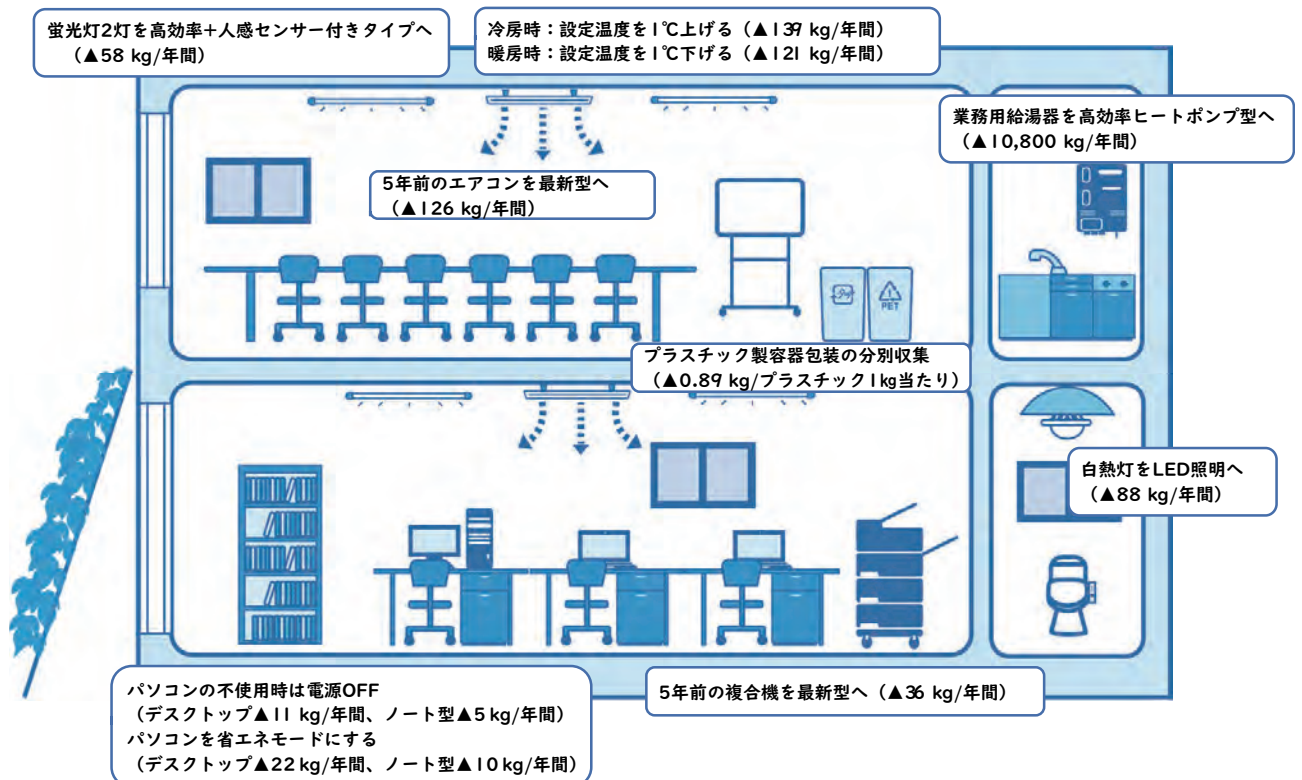 蛍光灯2灯を高効率+人感センサー付きタイプへ
（▲58 kg/年間）
冷房時：設定温度を1℃上げる（▲139 kg/年間）
暖房時：設定温度を1℃下げる（▲121 kg/年間）
業務用給湯器を高効率ヒートポンプ型へ
（▲10,800 kg/年間）
5年前のエアコンを最新型へ
（▲126 kg/年間）
PET
プラスチック製容器包装の分別収集
（▲0.89 kg/プラスチック1kg当たり）
白熱灯をLED照明へ
（▲88 kg/年間）
パソコンの不使用時は電源OFF
（デスクトップ▲11 kg/年間、ノート型▲5 kg/年間）
パソコンを省エネモードにする
（デスクトップ▲22 kg/年間、ノート型▲10 kg/年間）
5年前の複合機を最新型へ（▲36 kg/年間）